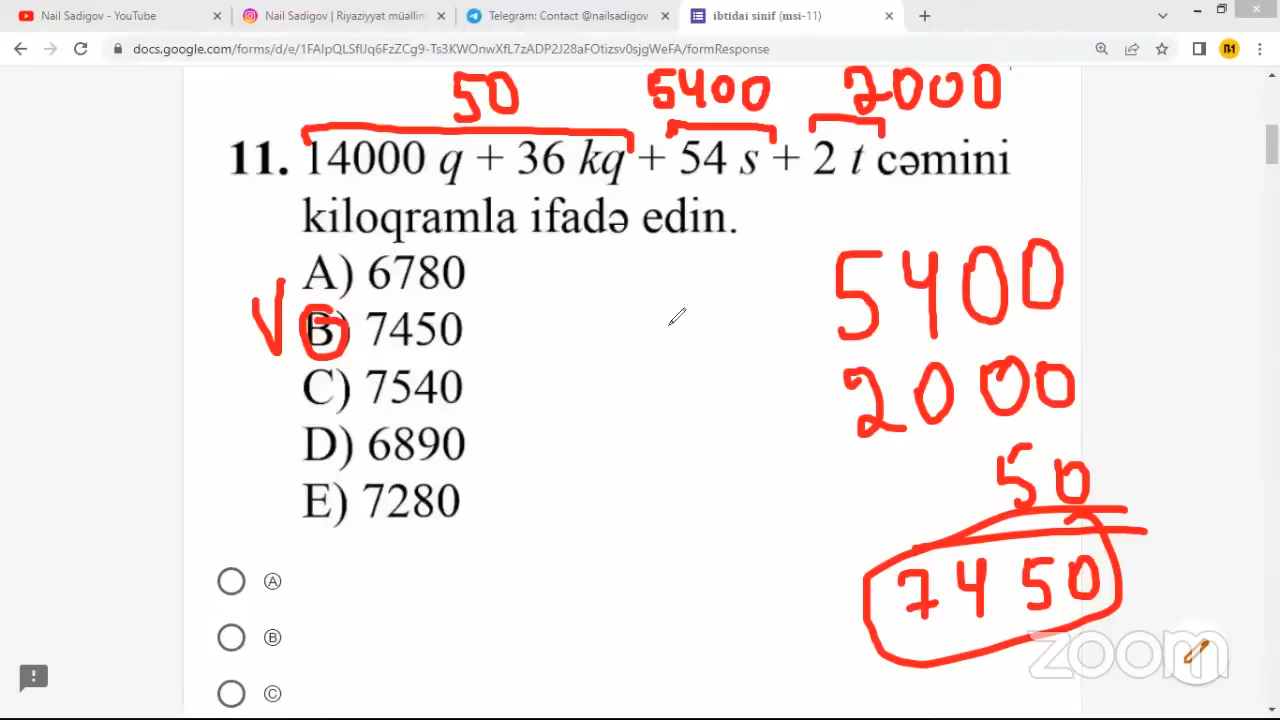 Nail Sadigov - YouTube
Nail Sadigov | Riyaziyyat müəllim
Telegram: Contact @nailsadigov
ibtidai sinif (msi-11)
docs.google.com/forms/d/e/1FAIpQLSfIJq6FzZCg9-Ts3KWOnwXfL7zADP2J28aFOtizsv0sjgWeFA/formResponse
50 5400 2000
11. 14000 q + 36 kq + 54 s + 2 t cəmini
kiloqramla ifadə edin.
A) 6780
B) 7450
C) 7540
D) 6890
E) 7280
5400
2000
50
7450
A
B
C
zoom